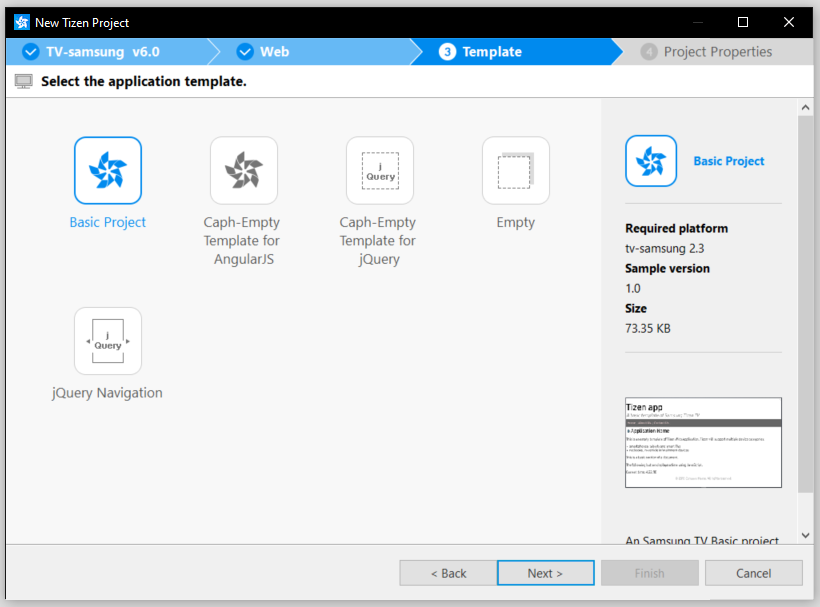 New Tizen Project
TV-samsung v6.0
Web
3 Template
4 Project Properties
Select the application template.
Basic Project
Caph-Empty
Template for
AngularJS
j
Query
Caph-Empty
Template for
jQuery
Empty
j
Query
jQuery Navigation
Basic Project
Required platform
tv-samsung 2.3
Sample version
1.0
Size
73.35 KB
Tizen app
Application Name
An Samsung TV Basic project
< Back
Next >
Finish
Cancel